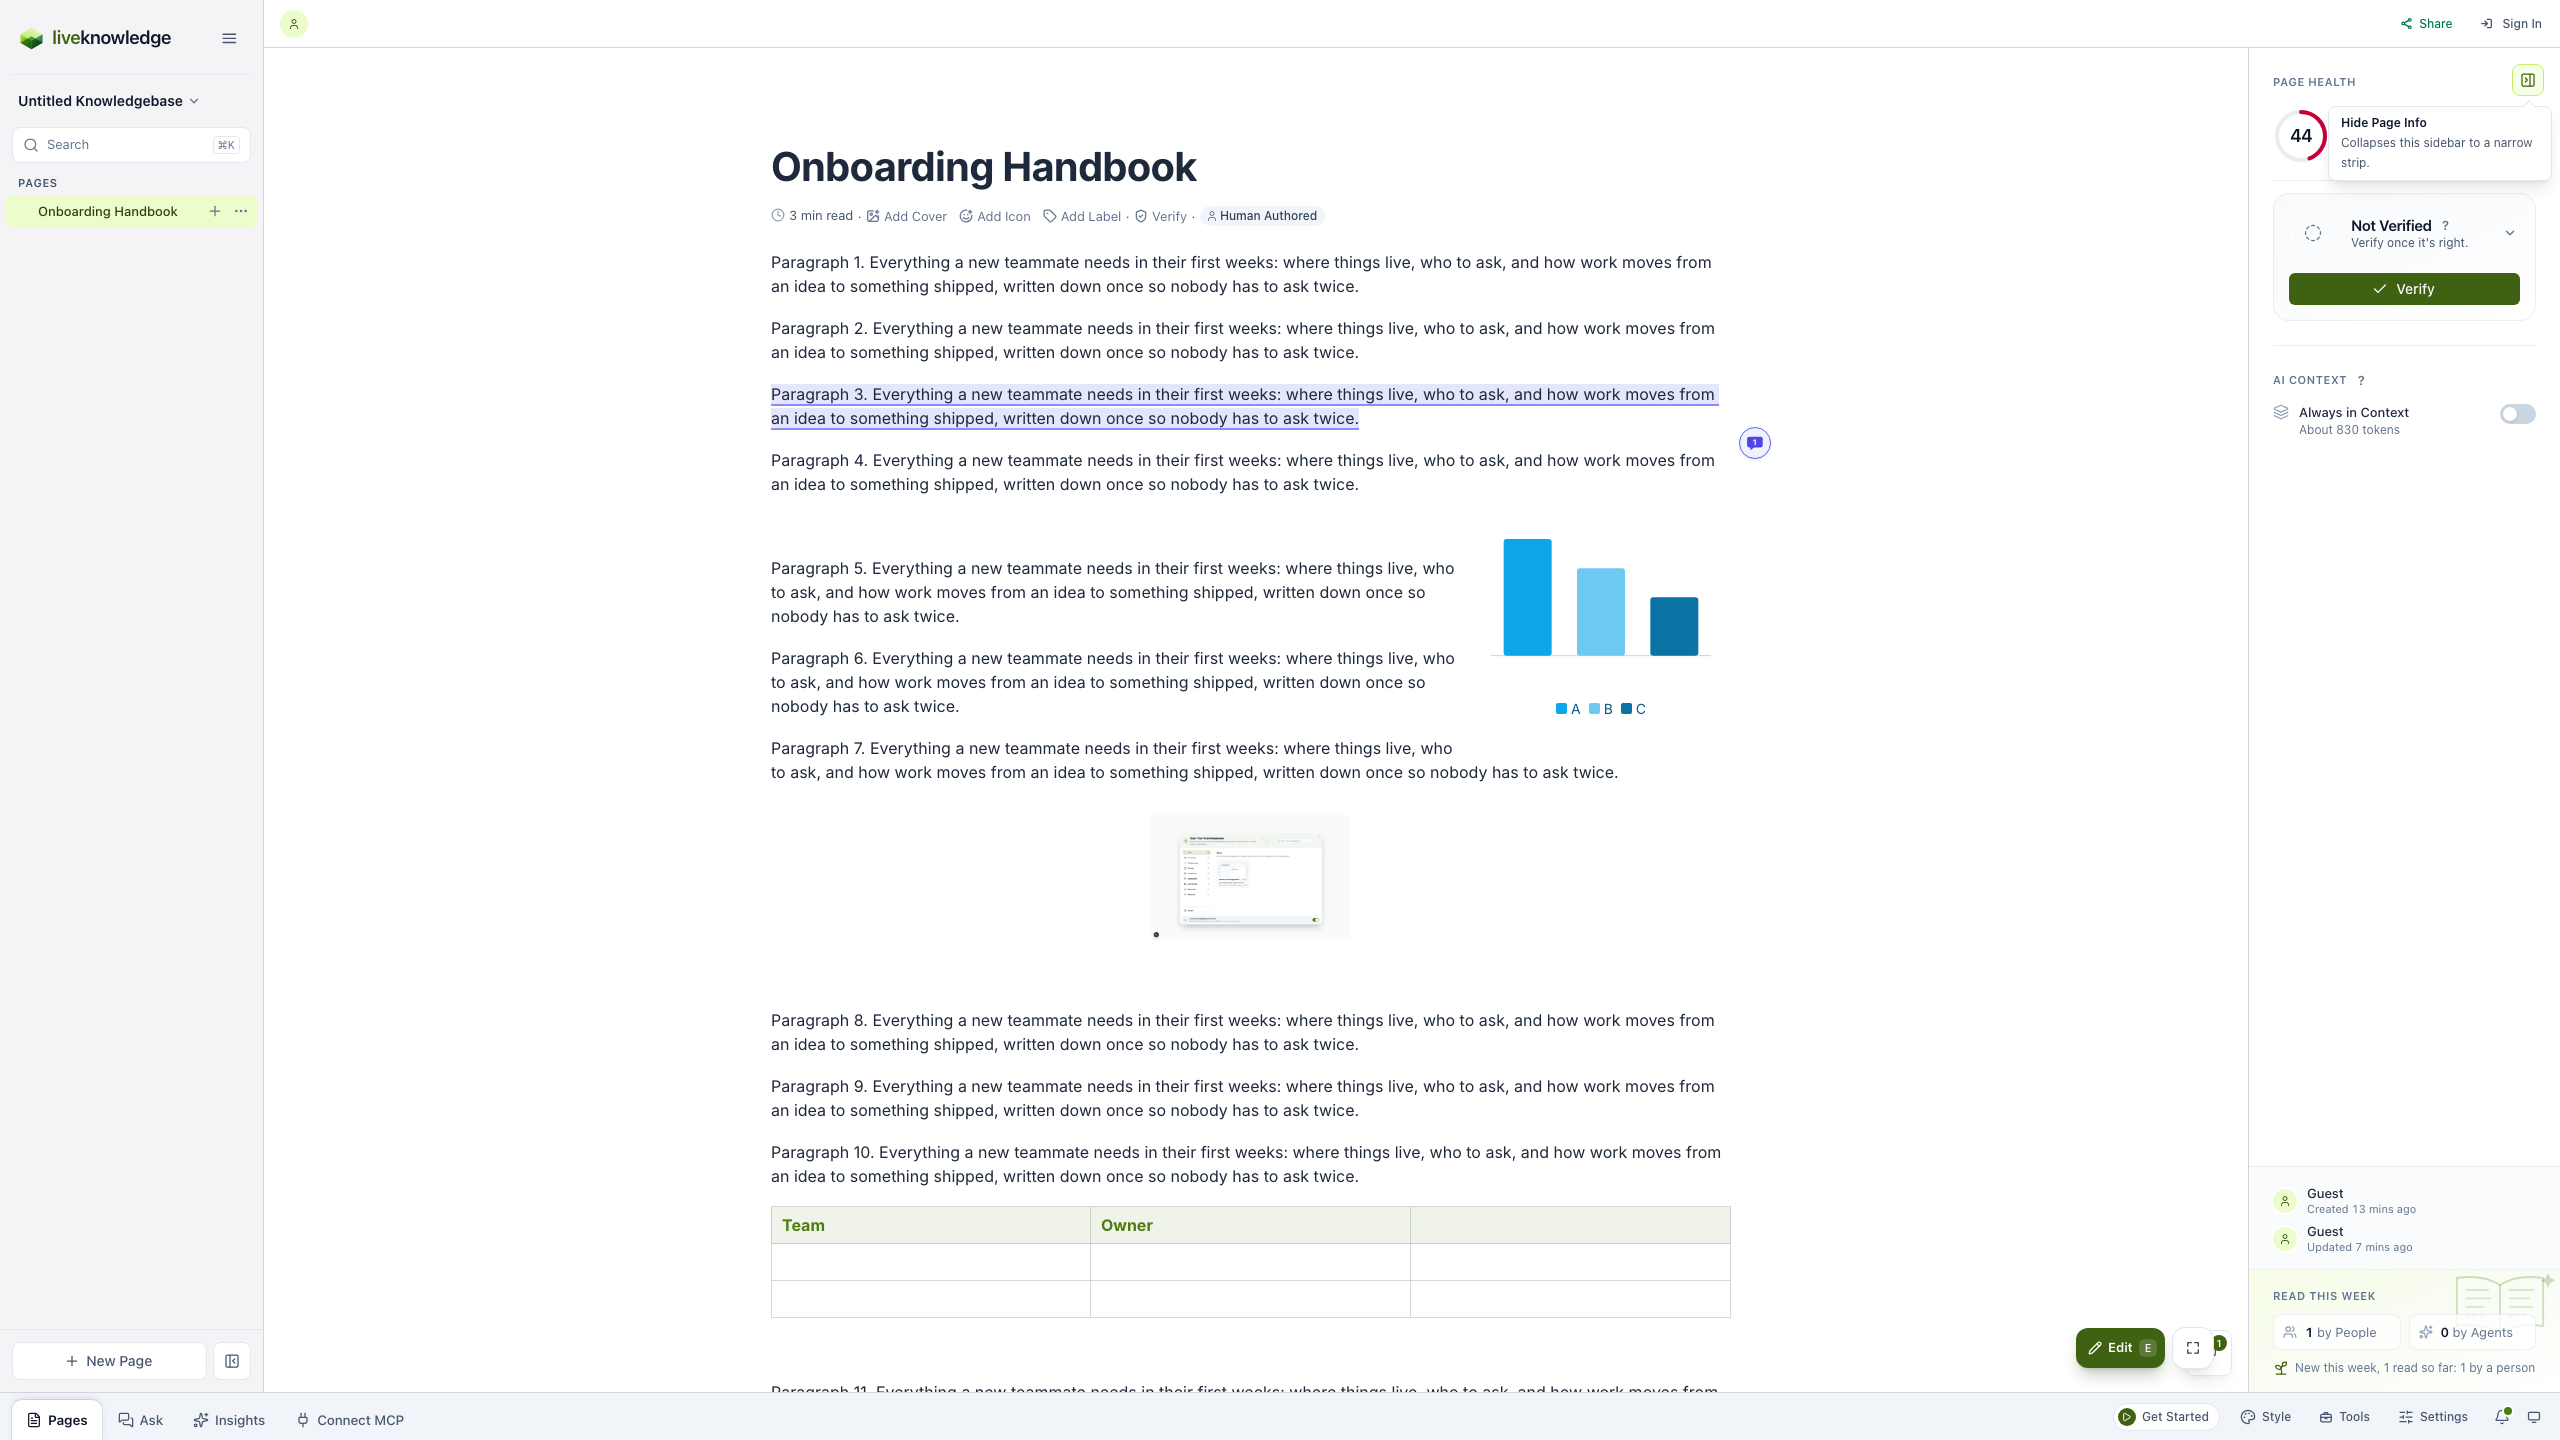 liveknowledge
Share
Sign In
Untitled Knowledgebase
Search
⌘K
PAGES
Onboarding Handbook
Onboarding Handbook
3 min read · Add Cover Add Icon Add Label · Verify · Human Authored
Paragraph 1. Everything a new teammate needs in their first weeks: where things live, who to ask, and how work moves from
an idea to something shipped, written down once so nobody has to ask twice.
Paragraph 2. Everything a new teammate needs in their first weeks: where things live, who to ask, and how work moves from
an idea to something shipped, written down once so nobody has to ask twice.
Paragraph 3. Everything a new teammate needs in their first weeks: where things live, who to ask, and how work moves from
an idea to something shipped, written down once so nobody has to ask twice.
1
Paragraph 4. Everything a new teammate needs in their first weeks: where things live, who to ask, and how work moves from
an idea to something shipped, written down once so nobody has to ask twice.
Paragraph 5. Everything a new teammate needs in their first weeks: where things live, who
to ask, and how work moves from an idea to something shipped, written down once so
nobody has to ask twice.
Paragraph 6. Everything a new teammate needs in their first weeks: where things live, who
to ask, and how work moves from an idea to something shipped, written down once so
nobody has to ask twice.
A B C
Paragraph 7. Everything a new teammate needs in their first weeks: where things live, who
to ask, and how work moves from an idea to something shipped, written down once so nobody has to ask twice.
Paragraph 8. Everything a new teammate needs in their first weeks: where things live, who to ask, and how work moves from
an idea to something shipped, written down once so nobody has to ask twice.
Paragraph 9. Everything a new teammate needs in their first weeks: where things live, who to ask, and how work moves from
an idea to something shipped, written down once so nobody has to ask twice.
Paragraph 10. Everything a new teammate needs in their first weeks: where things live, who to ask, and how work moves from
an idea to something shipped, written down once so nobody has to ask twice.
Team Owner
Paragraph 11. Everything a new teammate needs in their first weeks: where things live, who to ask, and how work moves from
Edit E
1
PAGE HEALTH
44
Hide Page Info
Collapses this sidebar to a narrow
strip.
Not Verified ?
Verify once it's right.
Verify
AI CONTEXT ?
Always in Context
About 830 tokens
Guest
Created 13 mins ago
Guest
Updated 7 mins ago
READ THIS WEEK
1 by People
0 by Agents
New this week, 1 read so far: 1 by a person
New Page
Pages
Ask
Insights
Connect MCP
Get Started
Style
Tools
Settings